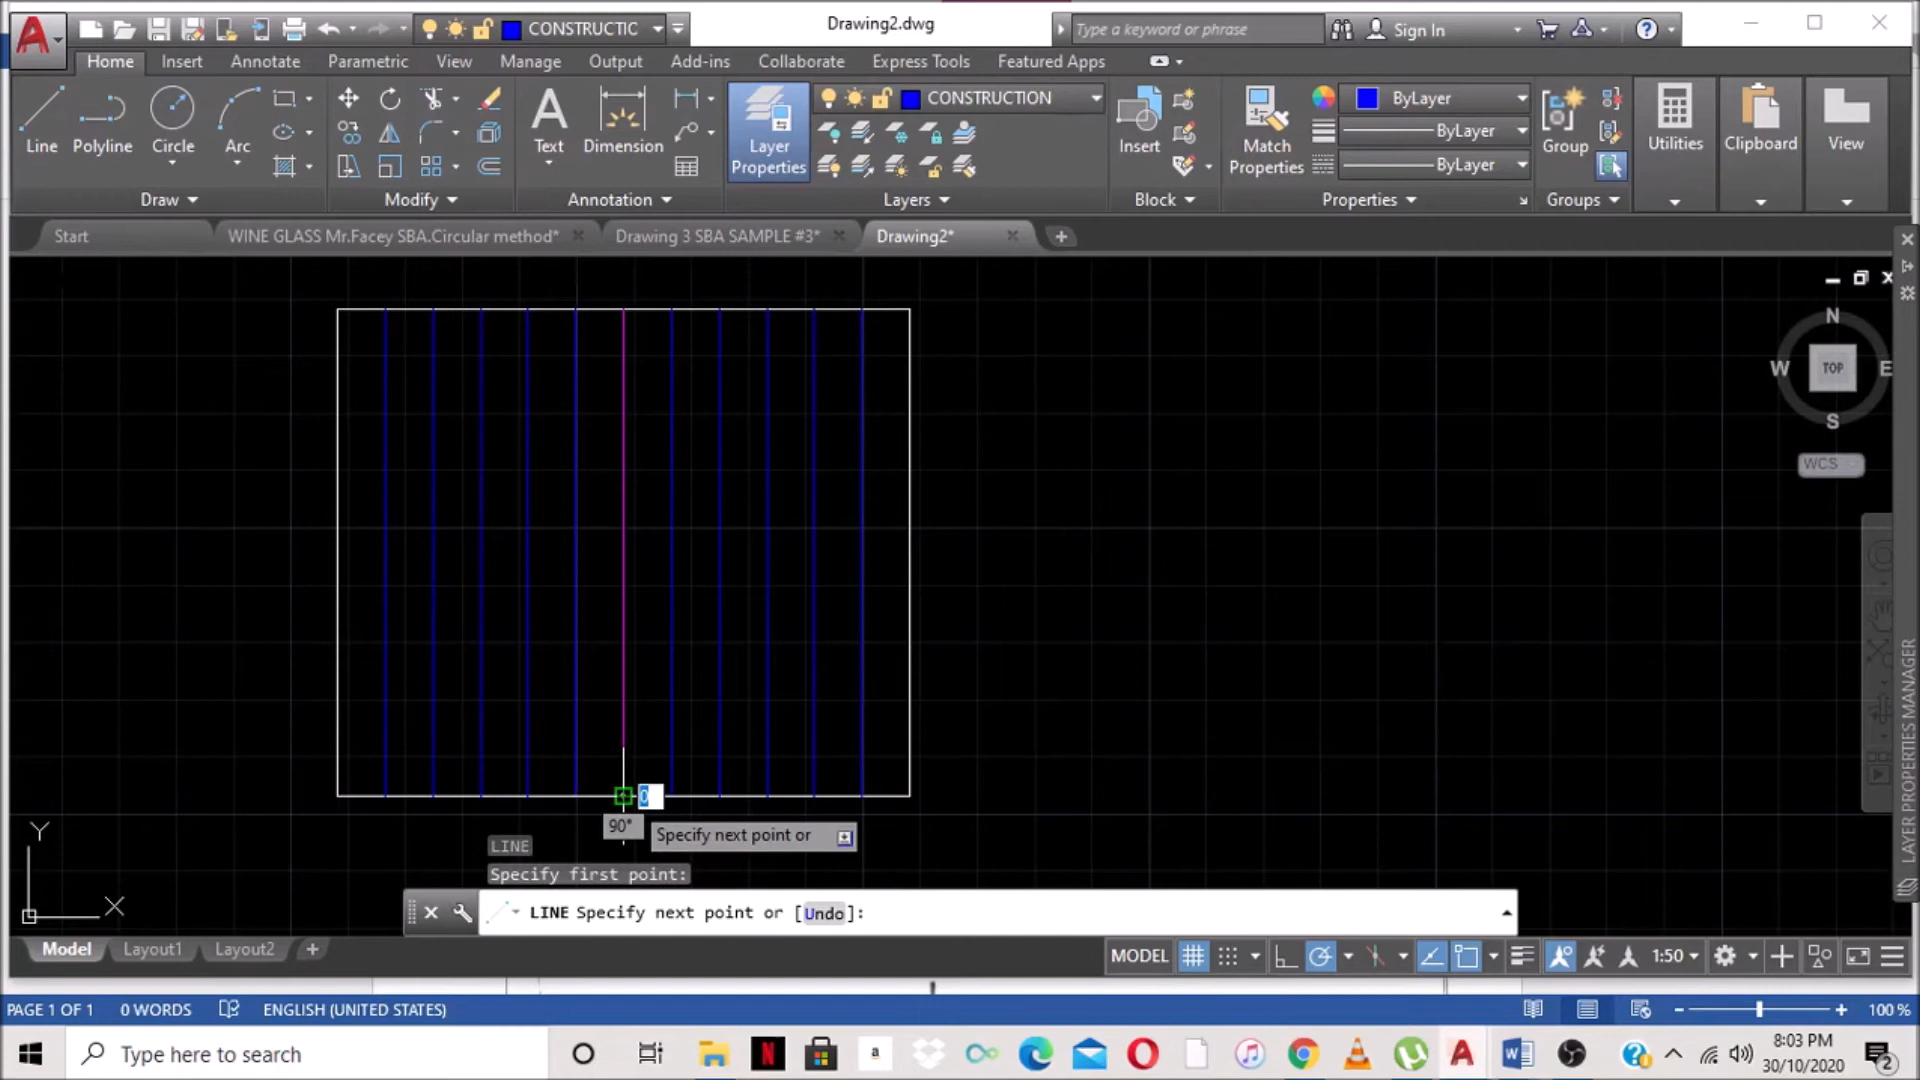 CONSTRUCTIC
Drawing2.dwg
Type a keyword or phrase
Sign In
Home Insert Annotate Parametric View Manage Output Add-ins Collaborate Express Tools Featured Apps
Line Polyline Circle Arc
Text Dimension
Layer Properties
CONSTRUCTION
Insert
Match Properties
ByLayer
ByLayer
ByLayer
Group
Utilities
Clipboard
View
Draw Modify Annotation Layers Block Properties Groups
Start WINE GLASS Mr.Facey SBA.Circular method* Drawing 3 SBA SAMPLE #3* Drawing2*
N
W TOP E
S
WCS
LAYER PROPERTIES MANAGER
0
90° Specify next point or
LINE
Specify first point:
LINE Specify next point or [Undo]:
Y
X
Model Layout1 Layout2
MODEL 1:50
PAGE 1 OF 1 0 WORDS ENGLISH (UNITED STATES) 100 %
Type here to search
8:03 PM
30/10/2020
2